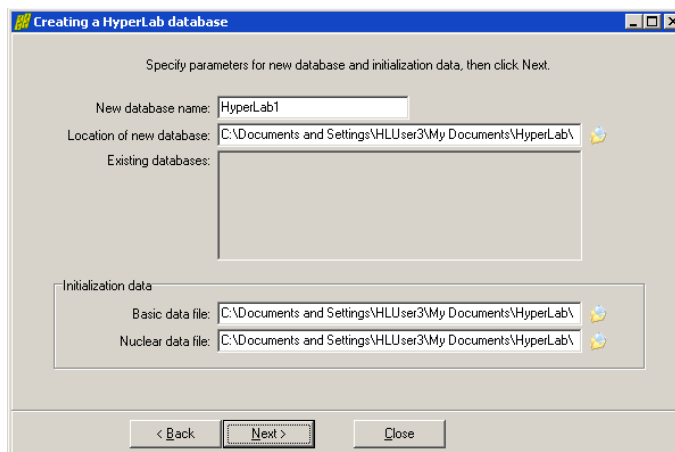 Creating a HyperLab database
Specify parameters for new database and initialization data, then click Next.
New database name: HyperLab1
Location of new database: C:\Documents and Settings\HLUser3\My Documents\HyperLab\
Existing databases:
Initialization data
Basic data file: C:\Documents and Settings\HLUser3\My Documents\HyperLab\
Nuclear data file: C:\Documents and Settings\HLUser3\My Documents\HyperLab\
< Back Next > Close